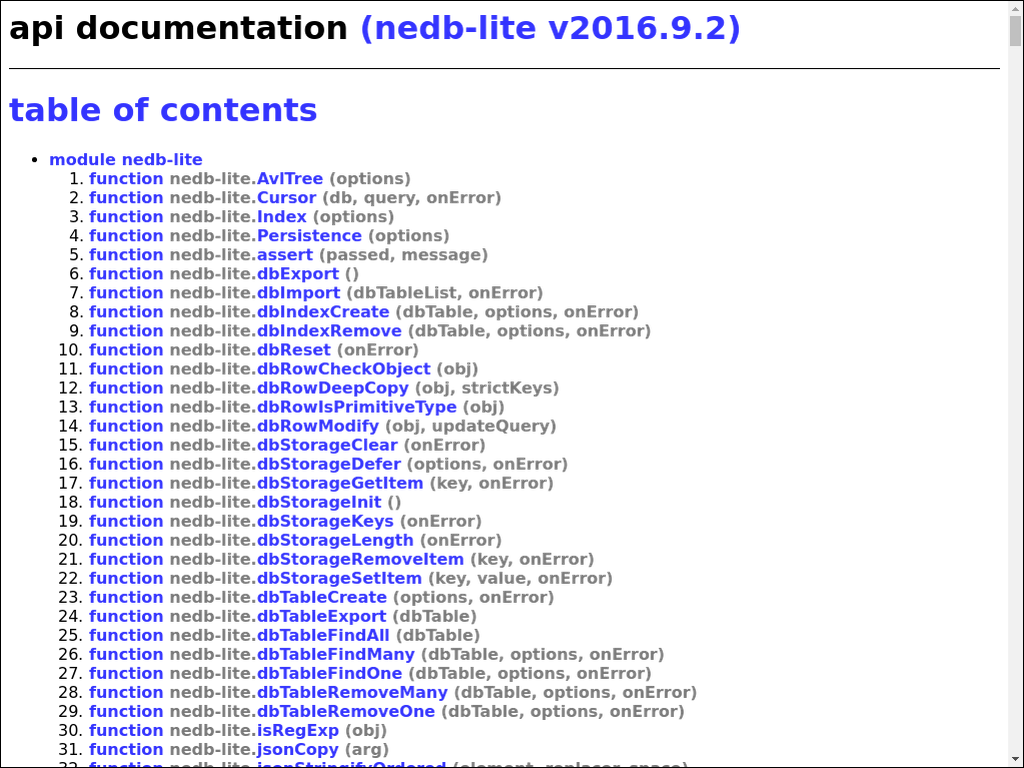 api documentation (nedb-lite v2016.9.2)
table of contents
• module nedb-lite
1. function nedb-lite.AvlTree (options)
2. function nedb-lite.Cursor (db, query, onError)
3. function nedb-lite.Index (options)
4. function nedb-lite.Persistence (options)
5. function nedb-lite.assert (passed, message)
6. function nedb-lite.dbExport ()
7. function nedb-lite.dbImport (dbTableList, onError)
8. function nedb-lite.dbIndexCreate (dbTable, options, onError)
9. function nedb-lite.dbIndexRemove (dbTable, options, onError)
10. function nedb-lite.dbReset (onError)
11. function nedb-lite.dbRowCheckObject (obj)
12. function nedb-lite.dbRowDeepCopy (obj, strictKeys)
13. function nedb-lite.dbRowIsPrimitiveType (obj)
14. function nedb-lite.dbRowModify (obj, updateQuery)
15. function nedb-lite.dbStorageClear (onError)
16. function nedb-lite.dbStorageDefer (options, onError)
17. function nedb-lite.dbStorageGetItem (key, onError)
18. function nedb-lite.dbStorageInit ()
19. function nedb-lite.dbStorageKeys (onError)
20. function nedb-lite.dbStorageLength (onError)
21. function nedb-lite.dbStorageRemoveItem (key, onError)
22. function nedb-lite.dbStorageSetItem (key, value, onError)
23. function nedb-lite.dbTableCreate (options, onError)
24. function nedb-lite.dbTableExport (dbTable)
25. function nedb-lite.dbTableFindAll (dbTable)
26. function nedb-lite.dbTableFindMany (dbTable, options, onError)
27. function nedb-lite.dbTableFindOne (dbTable, options, onError)
28. function nedb-lite.dbTableRemoveMany (dbTable, options, onError)
29. function nedb-lite.dbTableRemoveOne (dbTable, options, onError)
30. function nedb-lite.isRegExp (obj)
31. function nedb-lite.jsonCopy (arg)
32. function nedb-lite.jsonStringifyOrdered (element, replacer, space)